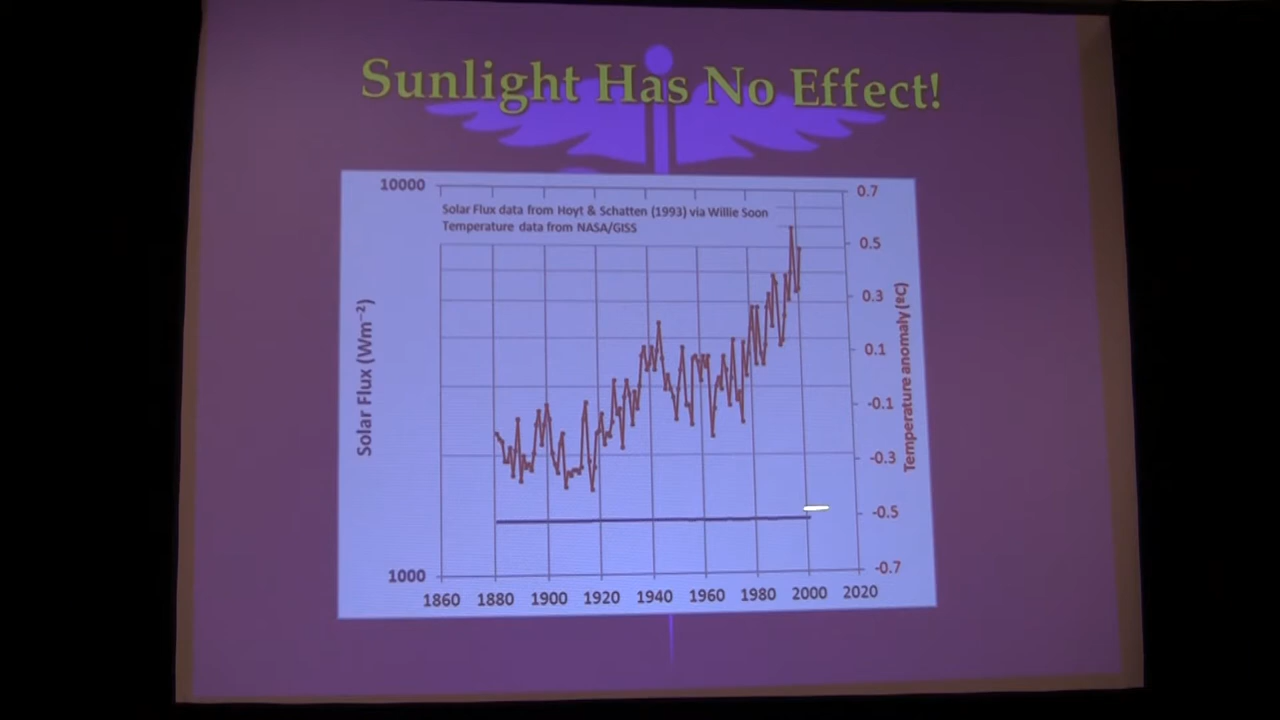 Sunlight Has No Effect!
10000
0.7
Solar Flux data from Hoyt & Schatten (1993) via Willie Soon
Temperature data from NASA/GISS
0.5
0.3
0.1
-0.1
-0.3
-0.5
-0.7
Solar Flux (Wm⁻²)
Temperature anomaly (ºC)
1000
1860 1880 1900 1920 1940 1960 1980 2000 2020